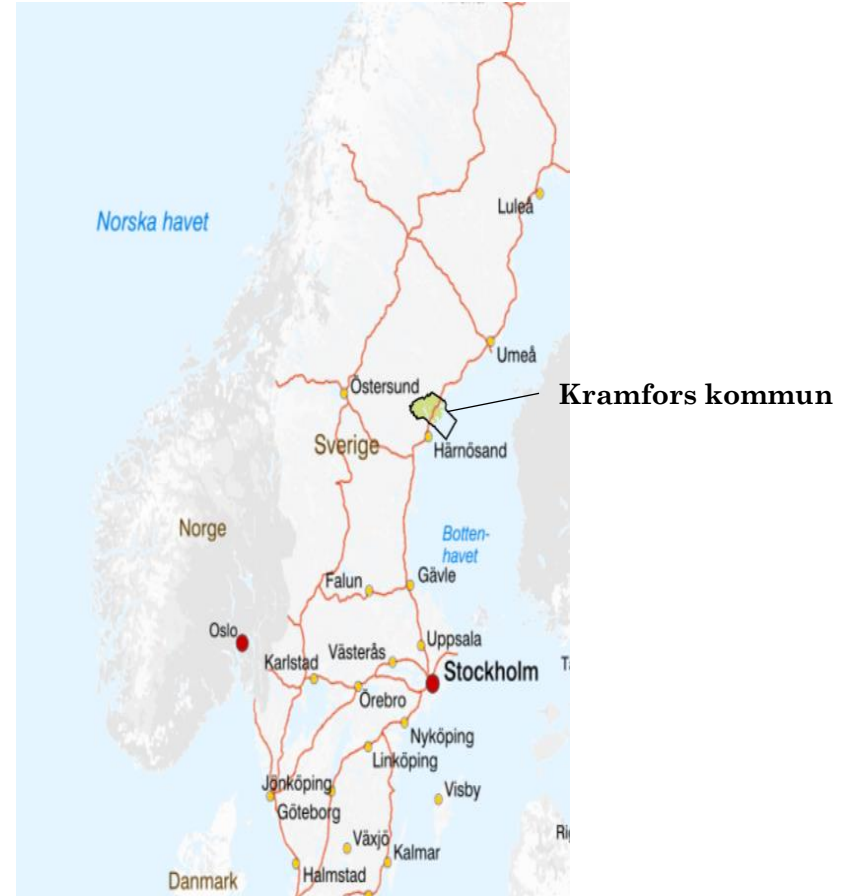 Luleå
Norska havet
Umeå
Östersund
Kramfors kommun
Sverige
Härnösand
Norge
Botten-
havet
Falun
Gävle
Oslo
Uppsala
Västerås
Karlstad
Stockholm
Örebro
Nyköping
Linköping
Jönköping
Visby
Göteborg
Växjö
Kalmar
Danmark
Halmstad